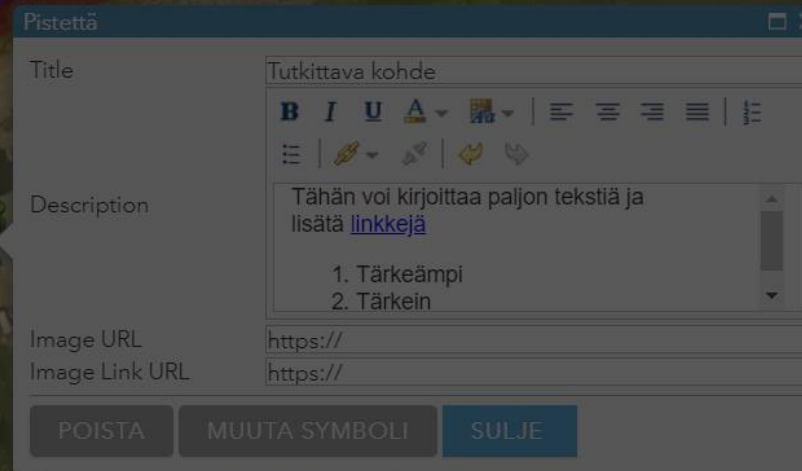 Pistettä
Title
Tutkittava kohde
B I U
Description
Tähän voi kirjoittaa paljon tekstiä ja
lisätä linkkejä
1. Tärkeämpi
2. Tärkein
Image URL
https://
Image Link URL
https://
POISTA MUUTA SYMBOLI SULJE